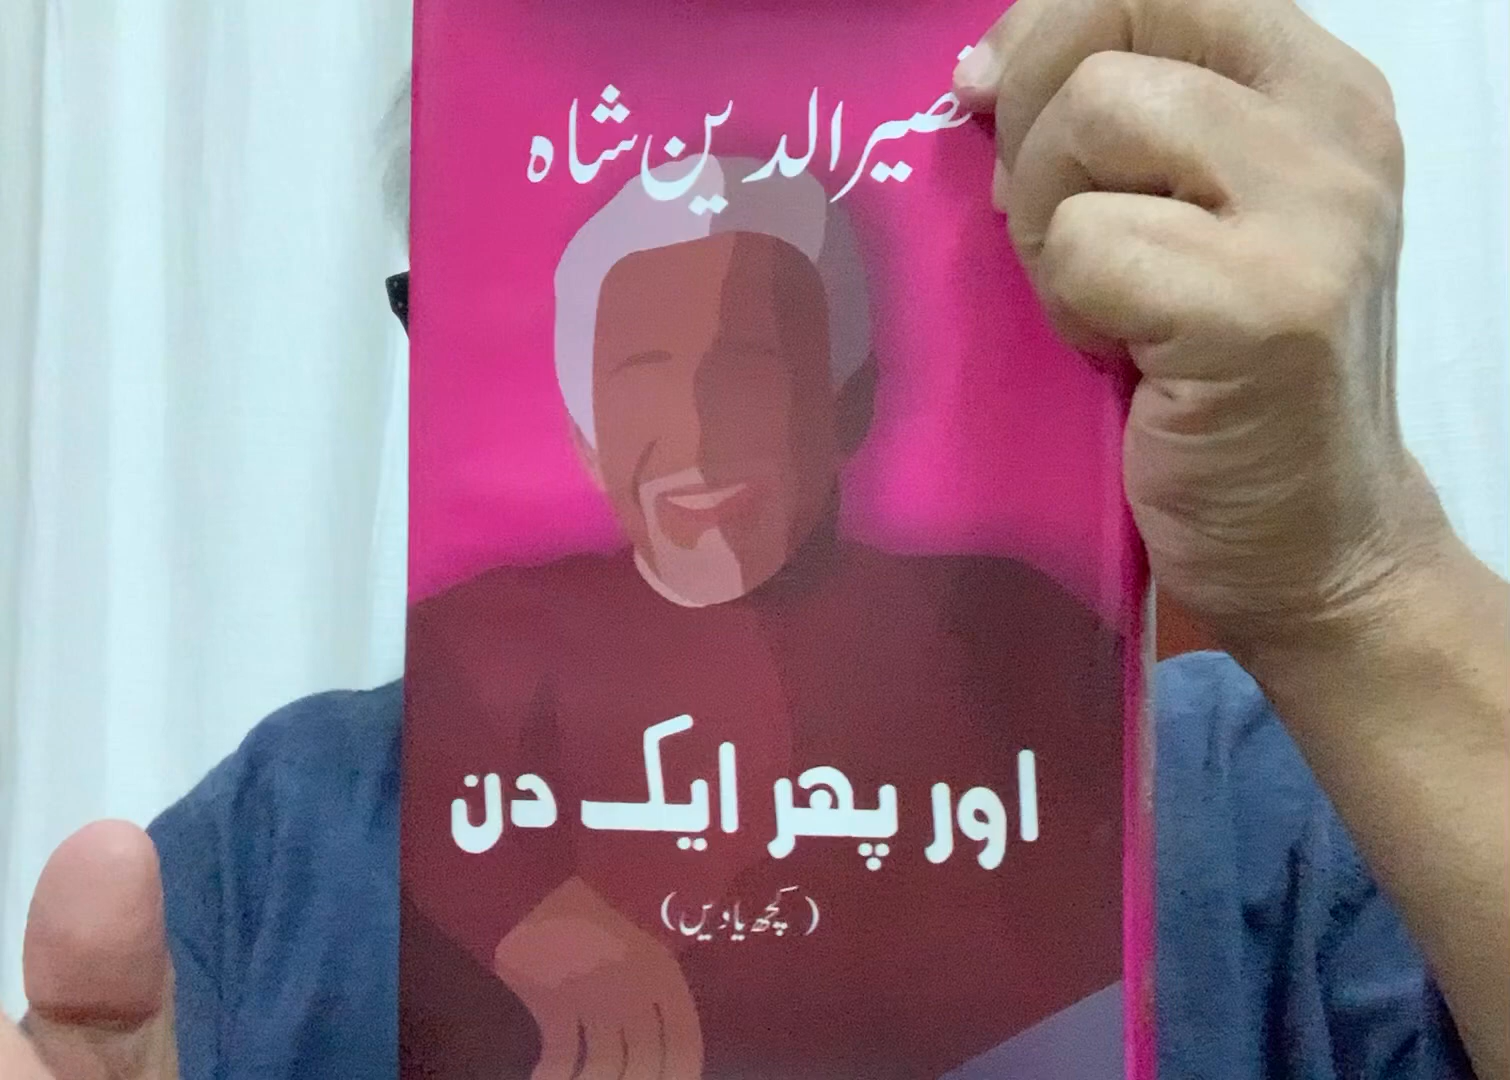 نصیرالدین شاہ
اور پھر ایک دن
(کچھ یادیں)